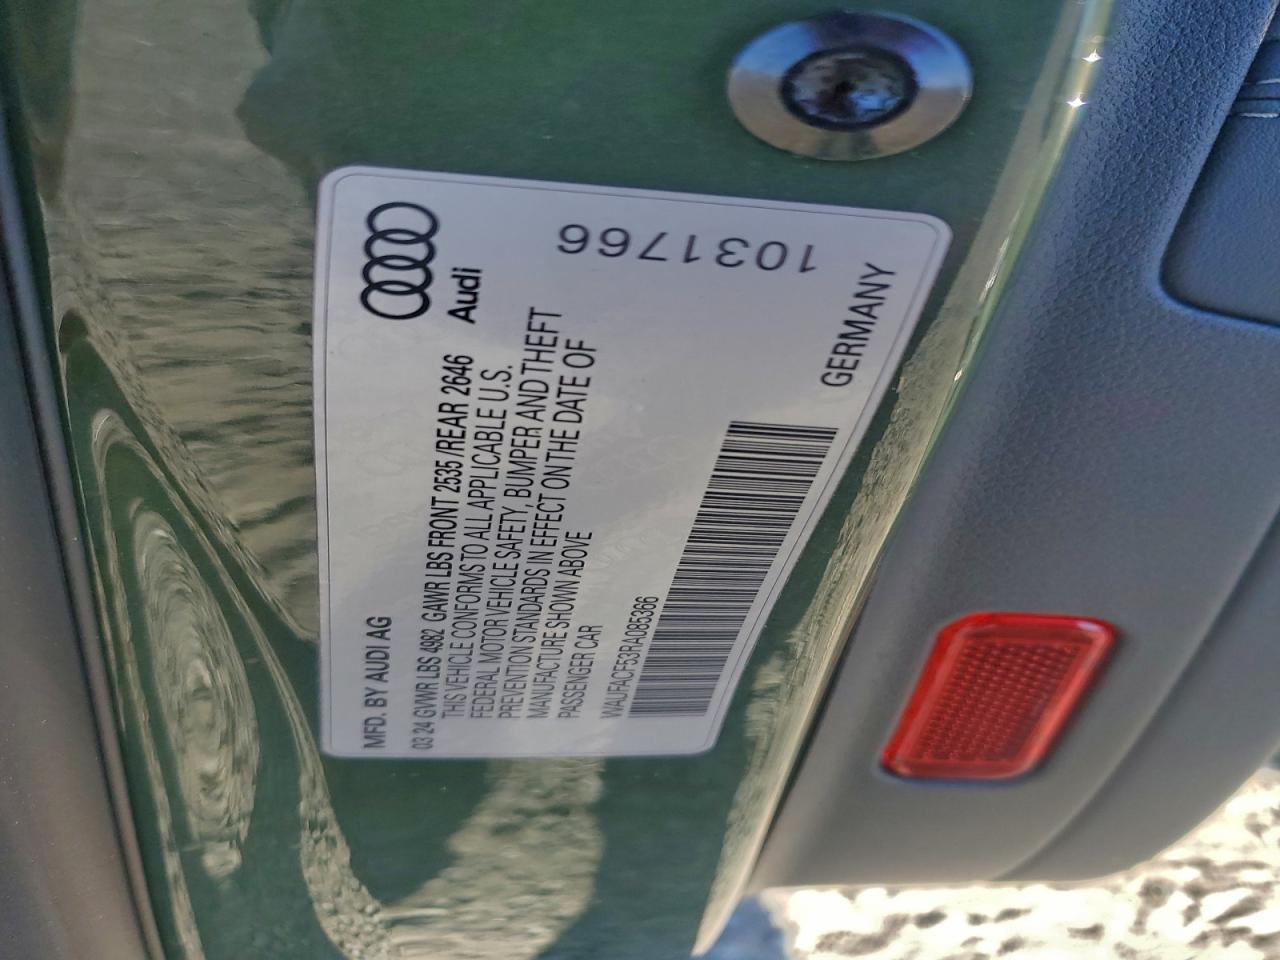 Audi
MFD. BY AUDI AG
03 24 GVWR LBS 4982 GAWR LBS FRONT 2535 /REAR 2646
THIS VEHICLE CONFORMS TO ALL APPLICABLE U.S.
FEDERAL MOTOR VEHICLE SAFETY, BUMPER AND THEFT
PREVENTION STANDARDS IN EFFECT ON THE DATE OF
MANUFACTURE SHOWN ABOVE
PASSENGER CAR
WAUFACF53RA085366
GERMANY
1031766